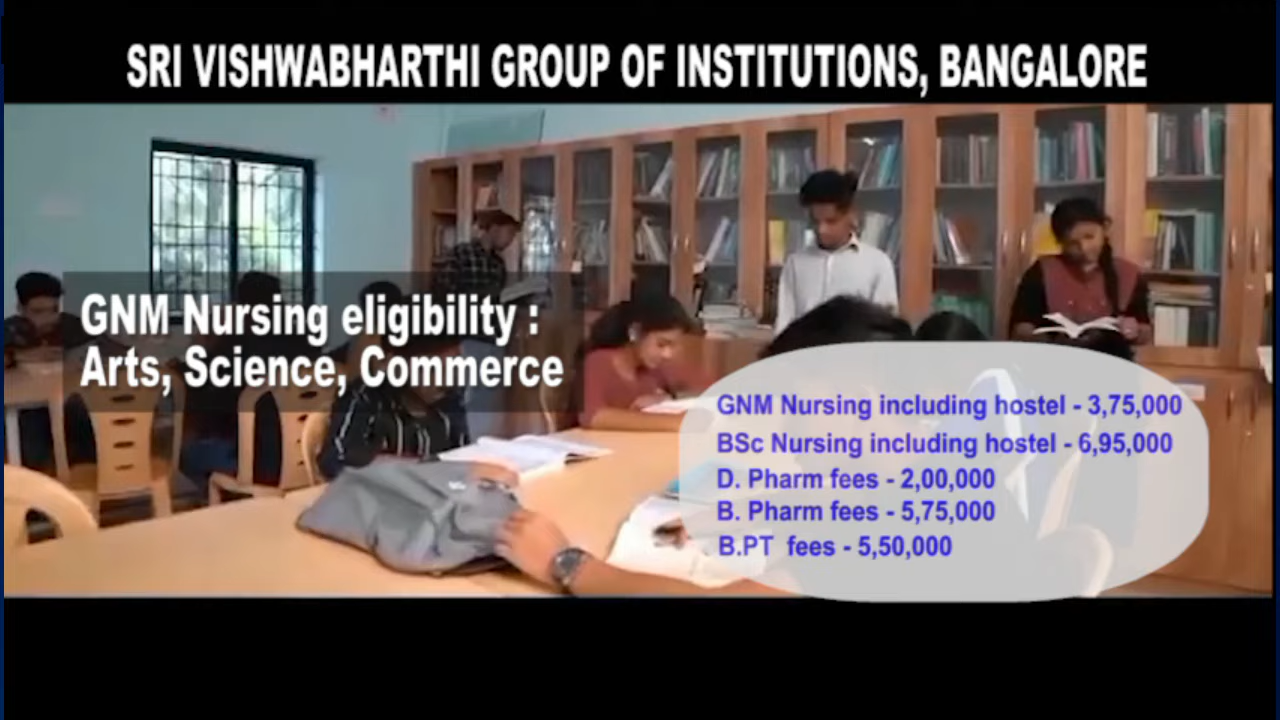 SRI VISHWABHARTHI GROUP OF INSTITUTIONS, BANGALORE
GNM Nursing eligibility :
Arts, Science, Commerce
GNM Nursing including hostel - 3,75,000
BSc Nursing including hostel - 6,95,000
D. Pharm fees - 2,00,000
B. Pharm fees - 5,75,000
B.PT fees - 5,50,000